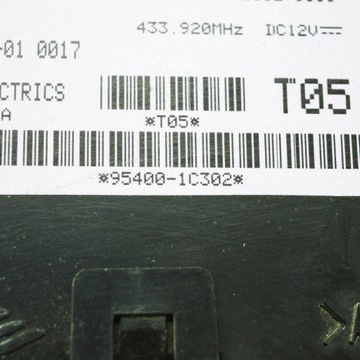 433.920MHz DC12V⎓
-01 0017
CTRICS
A
T05
*T05*
*95400-1C302*